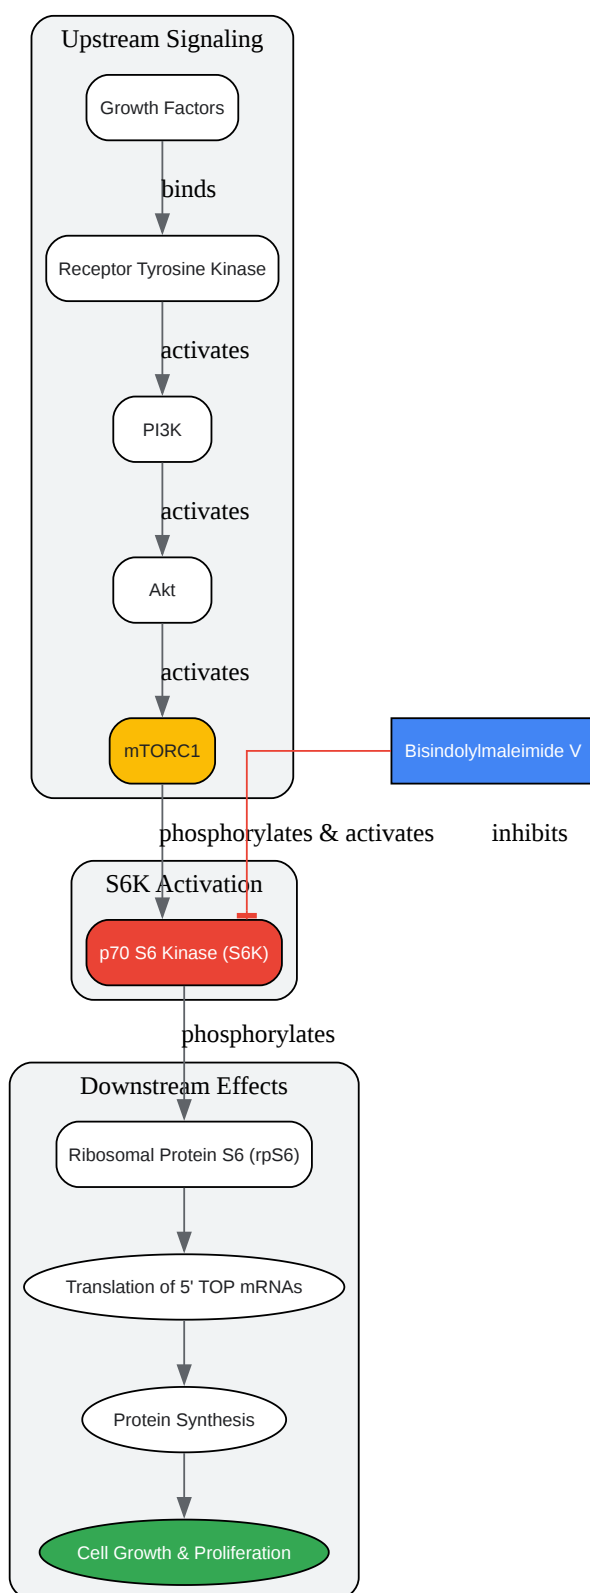 Upstream Signaling
Growth Factors
binds
Receptor Tyrosine Kinase
activates
PI3K
activates
Akt
activates
mTORC1
Bisindolylmaleimide V
phosphorylates & activates
inhibits
S6K Activation
p70 S6 Kinase (S6K)
phosphorylates
Downstream Effects
Ribosomal Protein S6 (rpS6)
Translation of 5' TOP mRNAs
Protein Synthesis
Cell Growth & Proliferation